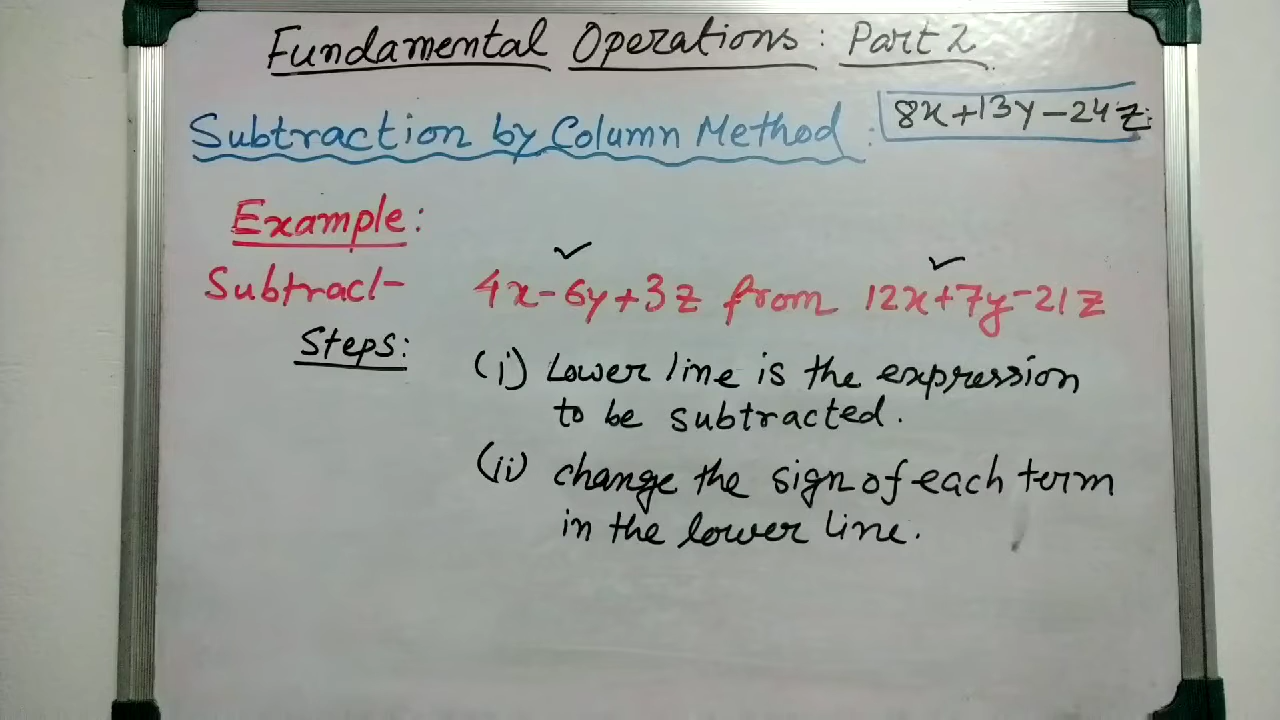 Fundamental Operations: Part 2
Subtraction by Column Method: 8x+13y-24z
Example:
Subtract 4x-6y+3z from 12x+7y-21z
Steps: (i) Lower line is the expression
to be subtracted.
(ii) change the sign of each term
in the lower line.